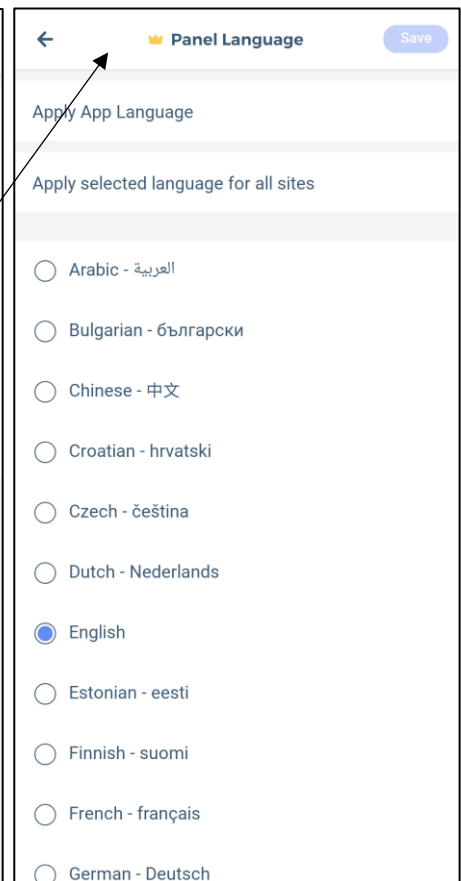 Panel Language
Save
Apply App Language
Apply selected language for all sites
Arabic - العربية
Bulgarian - български
Chinese - 中文
Croatian - hrvatski
Czech - čeština
Dutch - Nederlands
English
Estonian - eesti
Finnish - suomi
French - français
German - Deutsch